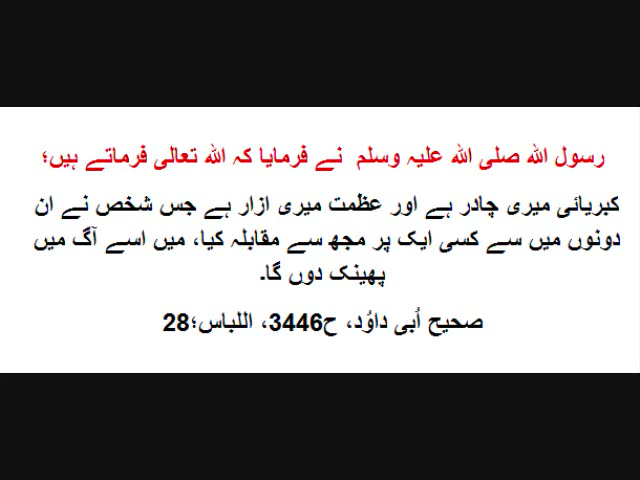 رسول اللہ صلی اللہ علیہ وسلم نے فرمایا کہ اللہ تعالی فرماتے ہیں؛
کبریائی میری چادر ہے اور عظمت میری ازار ہے جس شخص نے ان
دونوں میں سے کسی ایک پر مجھ سے مقابلہ کیا، میں اسے آگ میں
پھینک دوں گا۔
صحیح اُبی داوُد، ح3446، اللباس؛28